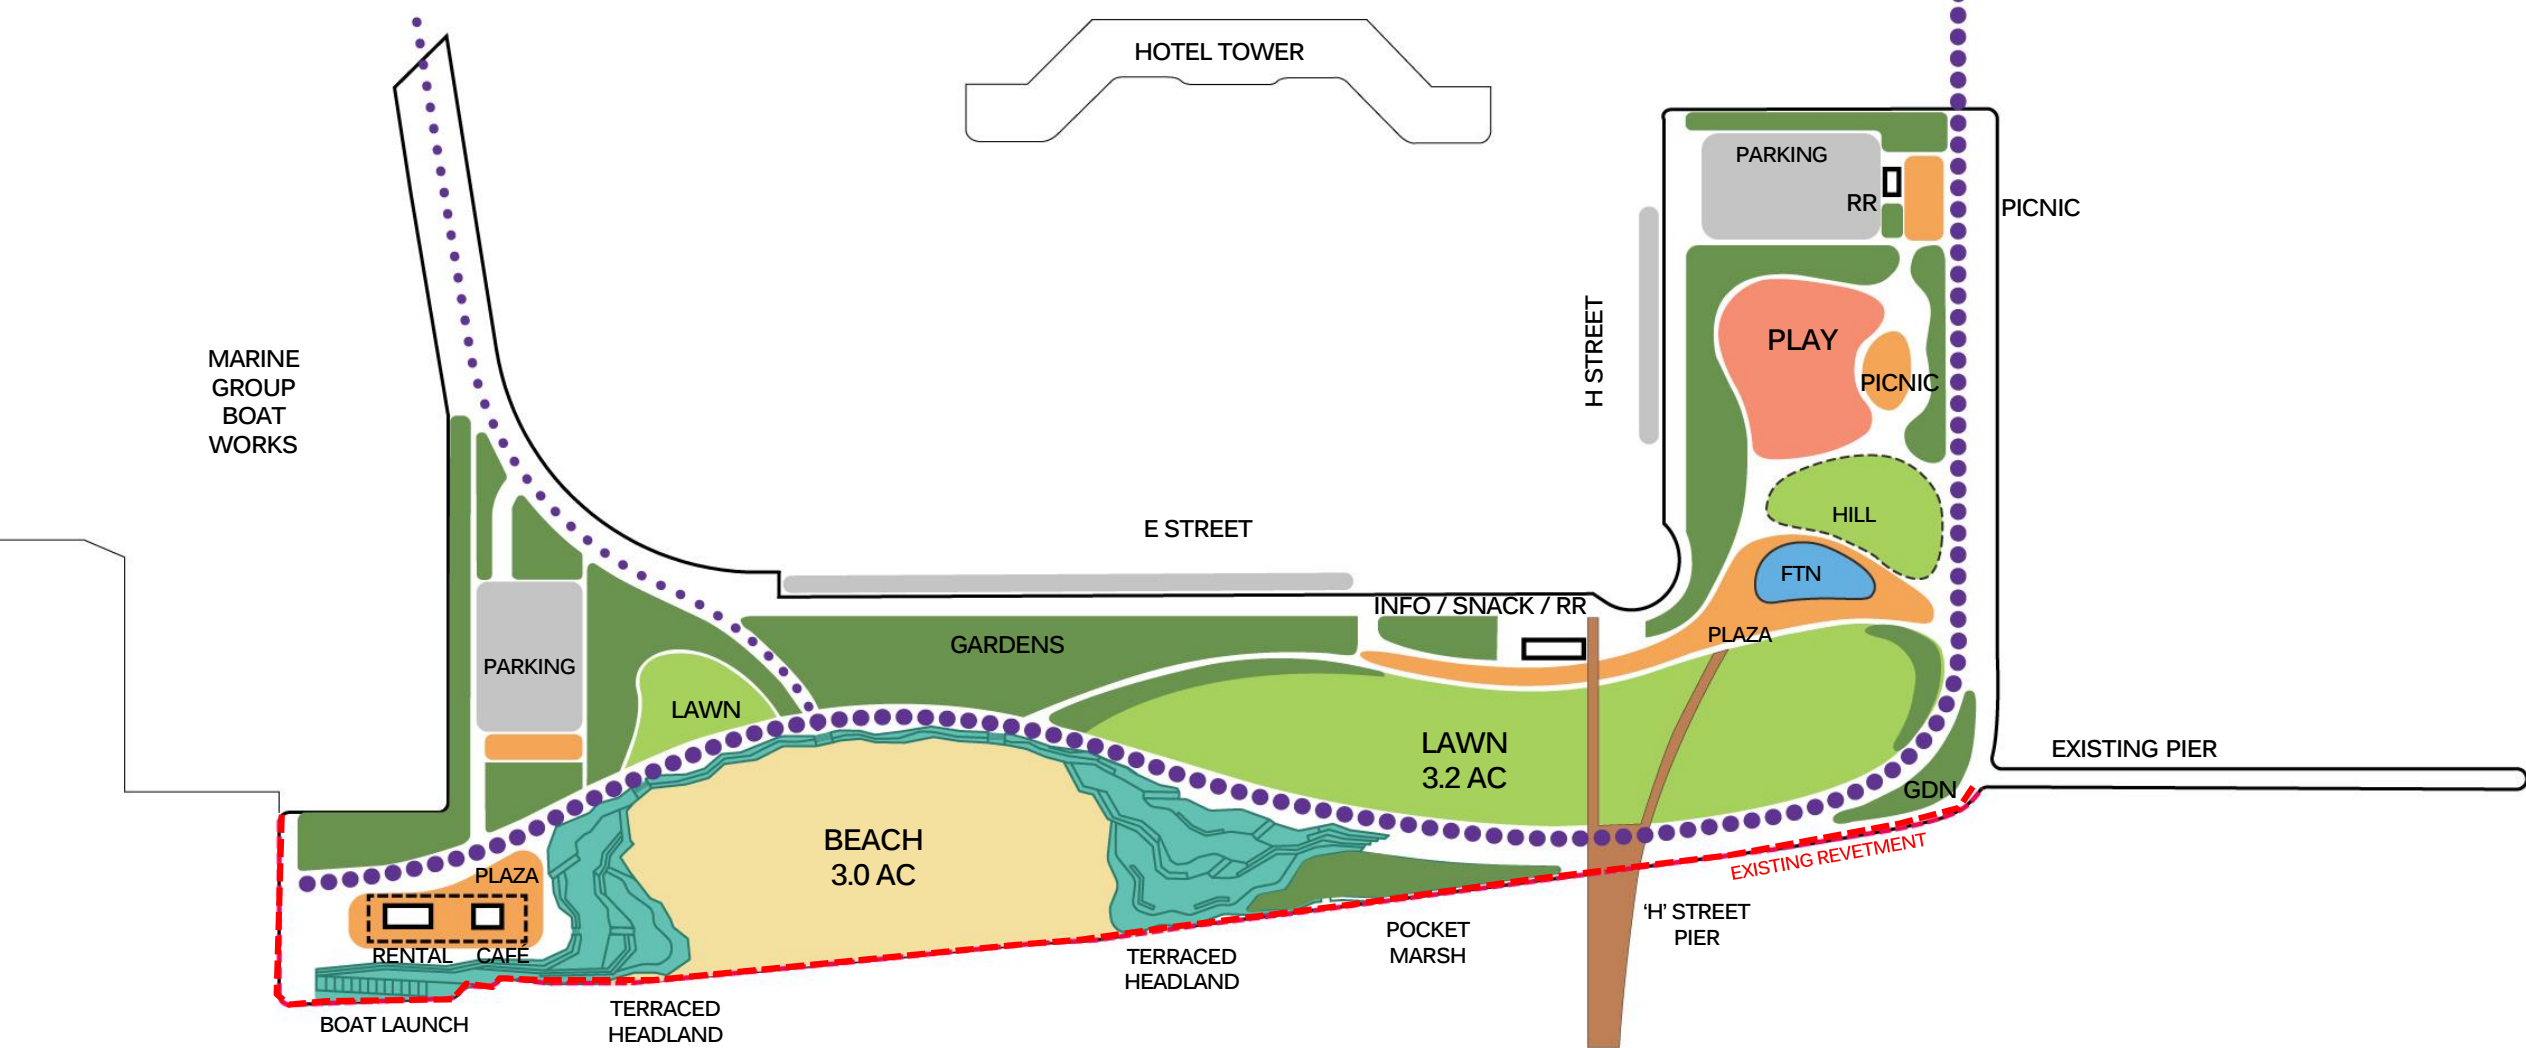 HOTEL TOWER
PARKING
RR
PICNIC
MARINE
GROUP
BOAT
WORKS
H STREET
PLAY
PICNIC
HILL
E STREET
FTN
INFO / SNACK / RR
PLAZA
GARDENS
PARKING
LAWN
LAWN
3.2 AC
EXISTING PIER
GDN
BEACH
3.0 AC
EXISTING REVETMENT
PLAZA
RENTAL
CAFÉ
'H' STREET
PIER
POCKET
MARSH
TERRACED
HEADLAND
TERRACED
HEADLAND
BOAT LAUNCH